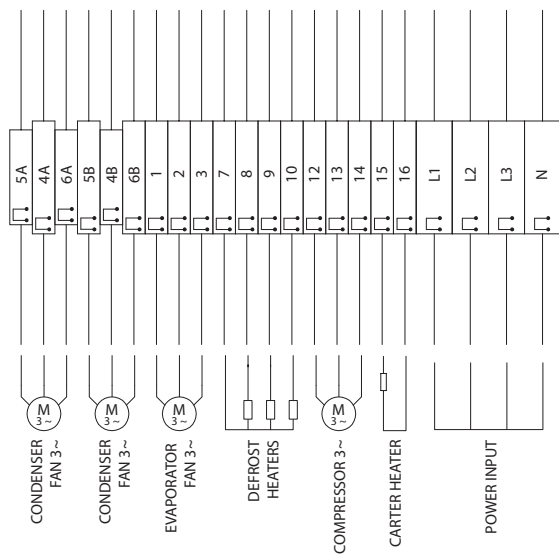 5A
4A
6A
5B
4B
6B
1
2
3
7
8
9
10
12
13
14
15
16
L1
L2
L3
N
M
3~
M
3~
M
3~
M
3~
CONDENSER
FAN 3~
CONDENSER
FAN 3~
EVAPORATOR
FAN 3~
DEFROST
HEATERS
COMPRESSOR 3~
CARTER HEATER
POWER INPUT